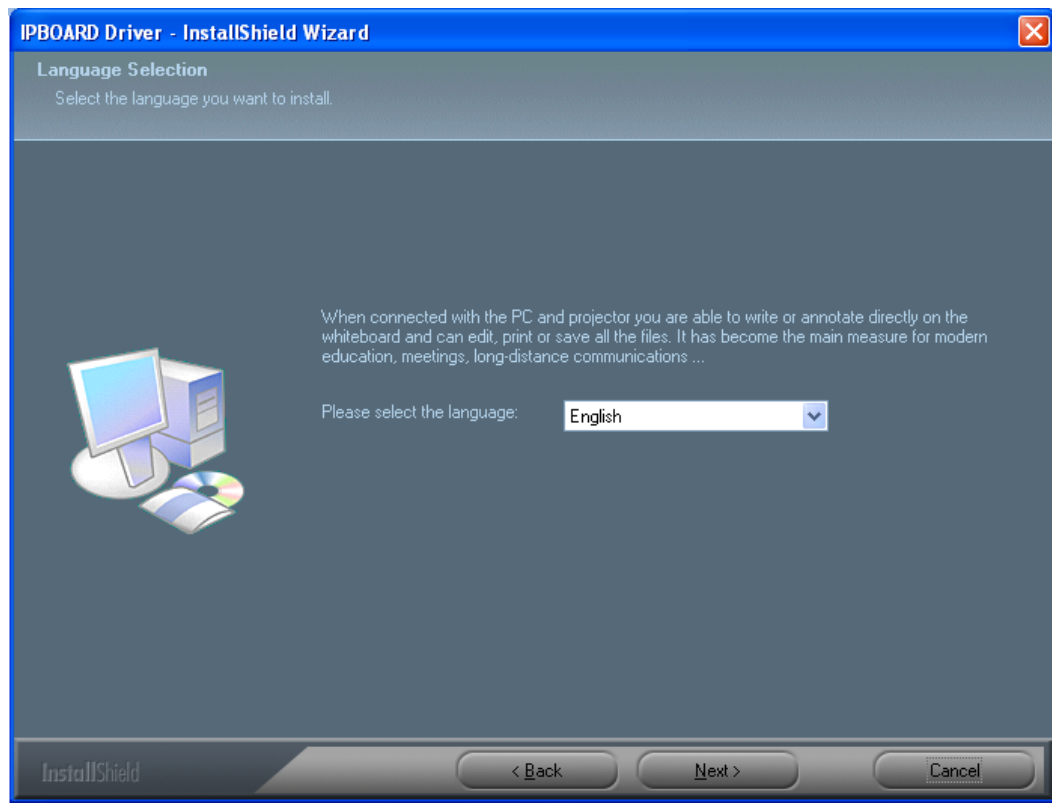 IPBOARD Driver - InstallShield Wizard
Language Selection
Select the language you want to install.
When connected with the PC and projector you are able to write or annotate directly on the
whiteboard and can edit, print or save all the files. It has become the main measure for modern
education, meetings, long-distance communications ...
Please select the language: English
InstallShield < Back Next > Cancel